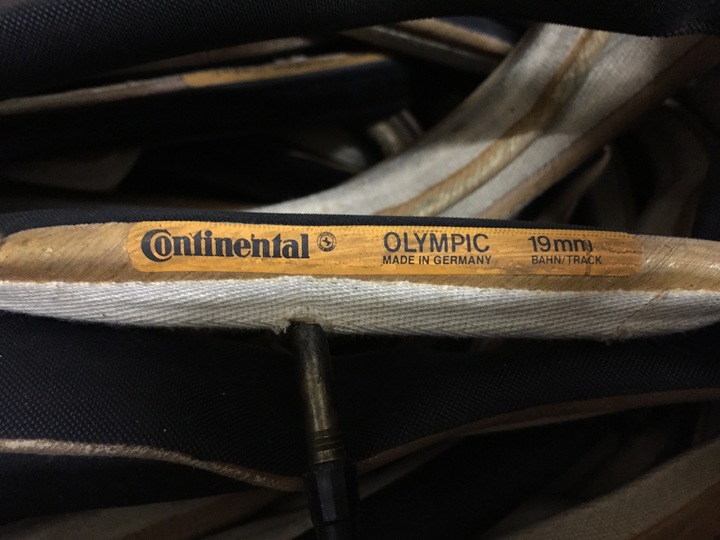 Continental OLYMPIC 19mm
MADE IN GERMANY BAHN/TRACK